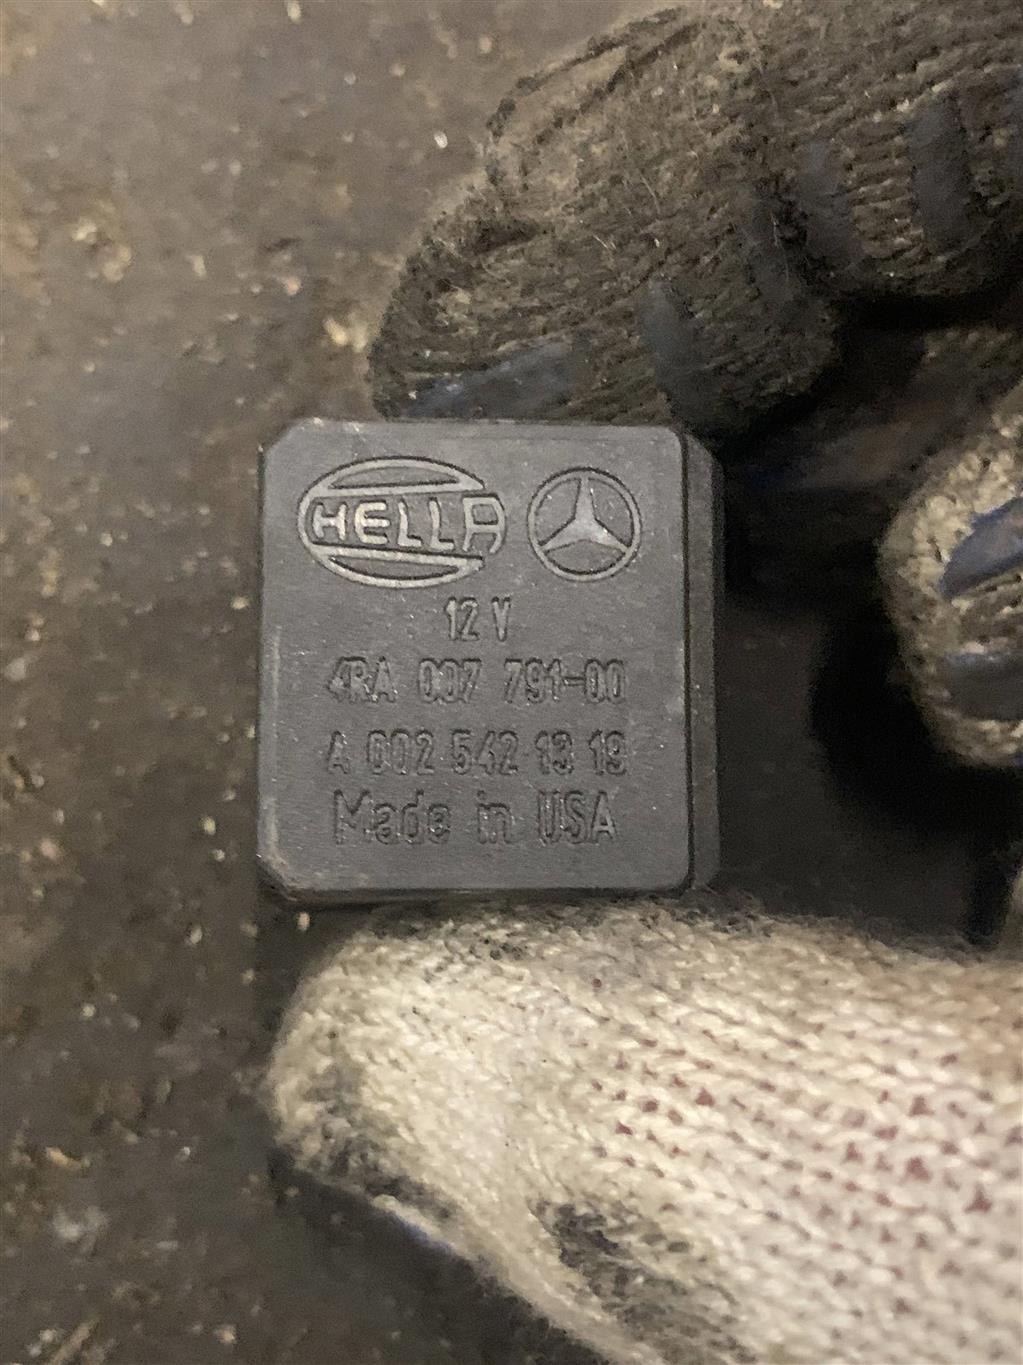 HELLA
12 V
4RA 007 791-00
A 002 542 13 19
Made in USA